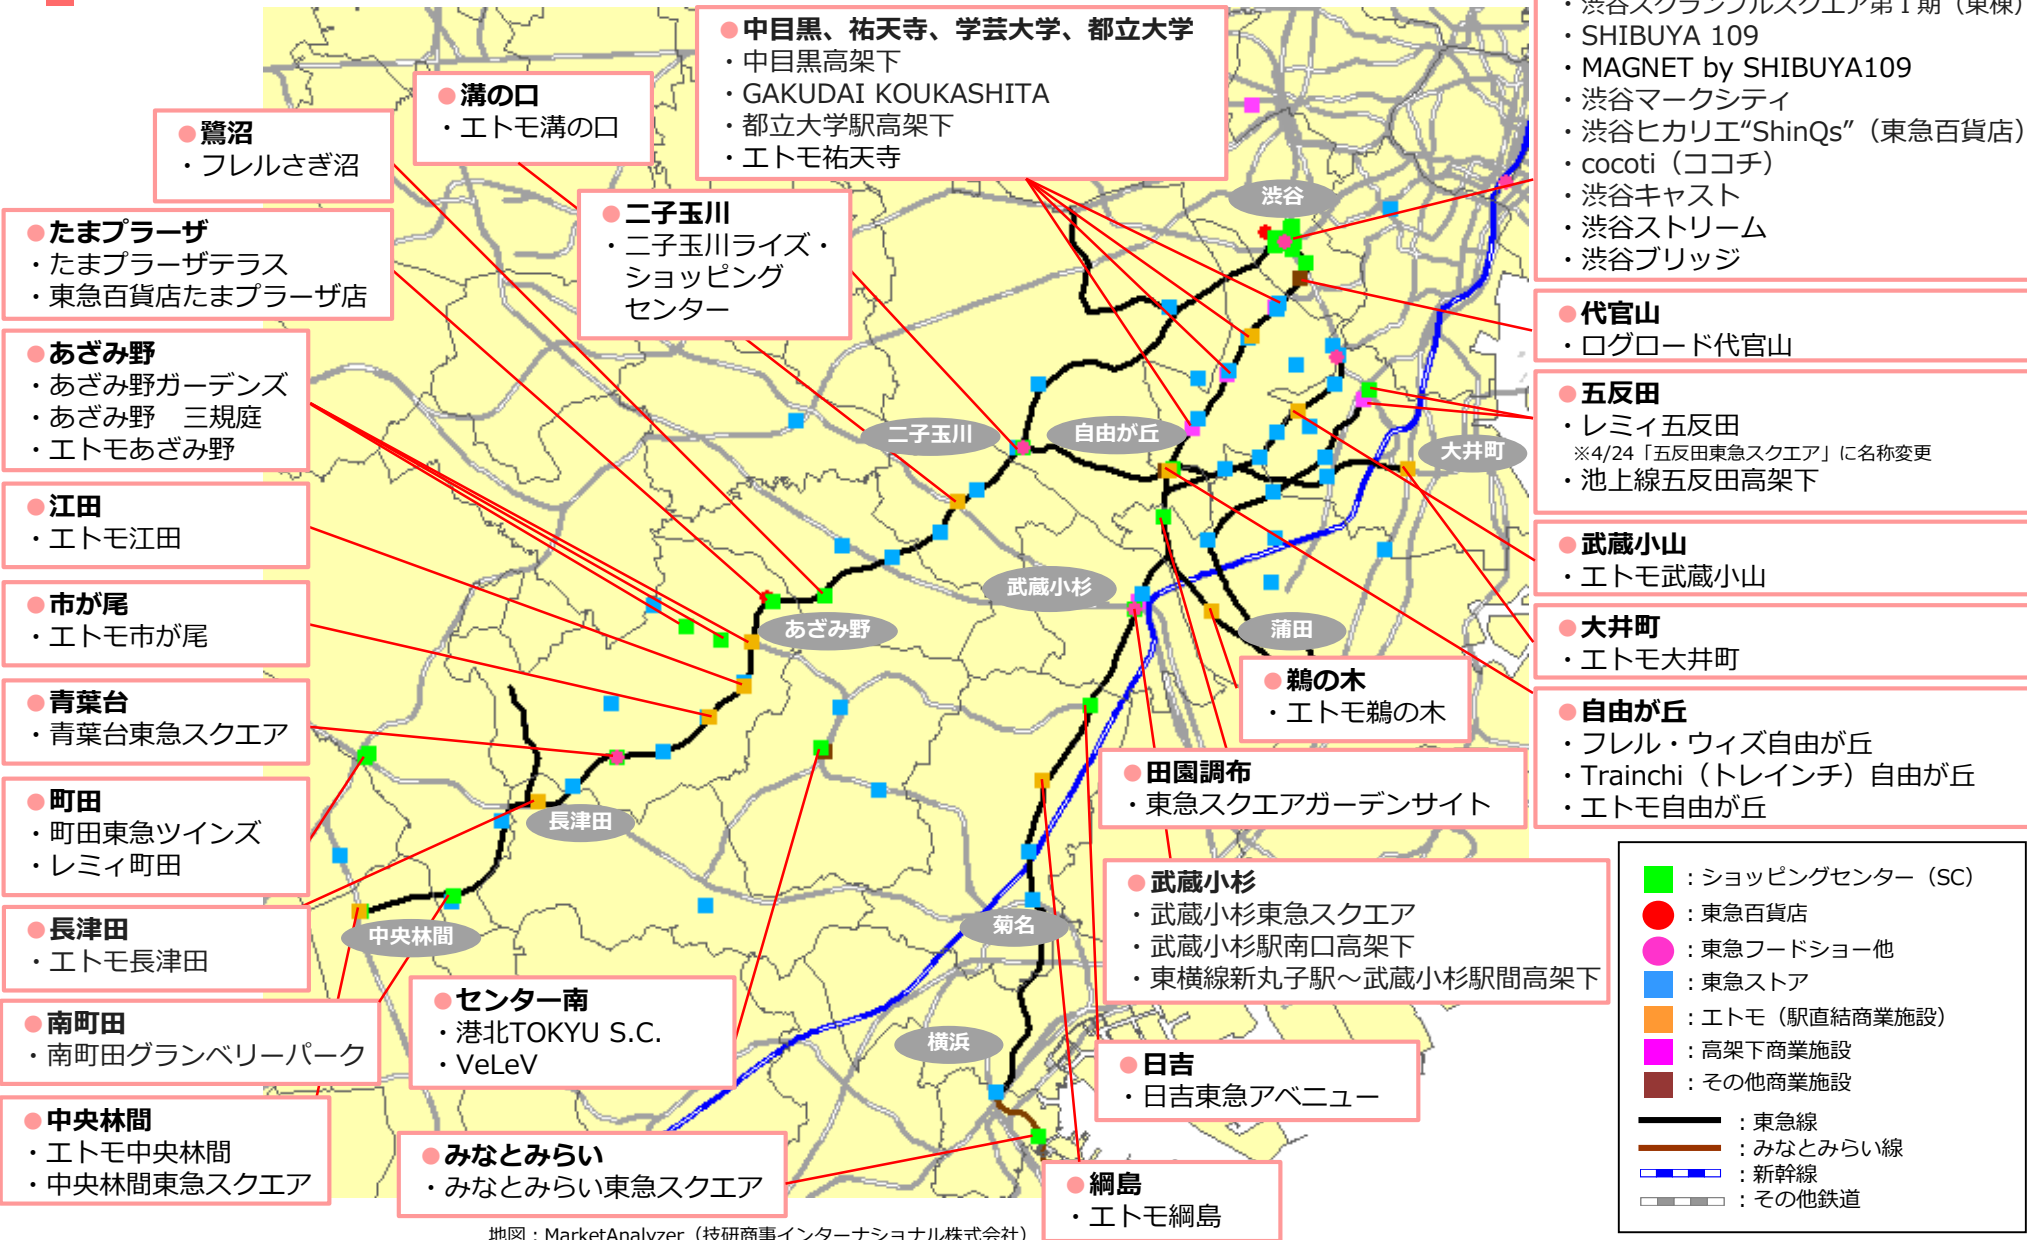 ・渋谷スクランブルスクエア第Ⅰ期（東棟）
・SHIBUYA 109
・MAGNET by SHIBUYA109
・渋谷マークシティ
・渋谷ヒカリエ“ShinQs”（東急百貨店）
・cocoti（ココチ）
・渋谷キャスト
・渋谷ストリーム
・渋谷ブリッジ
●中目黒、祐天寺、学芸大学、都立大学
・中目黒高架下
・GAKUDAI KOUKASHITA
・都立大学駅高架下
・エトモ祐天寺
●溝の口
・エトモ溝の口
●鷺沼
・フレルさぎ沼
●二子玉川
・二子玉川ライズ・
ショッピング
センター
●たまプラーザ
・たまプラーザテラス
・東急百貨店たまプラーザ店
●あざみ野
・あざみ野ガーデンズ
・あざみ野　三規庭
・エトモあざみ野
●江田
・エトモ江田
●市が尾
・エトモ市が尾
●青葉台
・青葉台東急スクエア
●町田
・町田東急ツインズ
・レミィ町田
●長津田
・エトモ長津田
●南町田
・南町田グランベリーパーク
●中央林間
・エトモ中央林間
・中央林間東急スクエア
●センター南
・港北TOKYU S.C.
・VeLeV
●みなとみらい
・みなとみらい東急スクエア
●綱島
・エトモ綱島
●日吉
・日吉東急アベニュー
●武蔵小杉
・武蔵小杉東急スクエア
・武蔵小杉駅南口高架下
・東横線新丸子駅～武蔵小杉駅間高架下
●田園調布
・東急スクエアガーデンサイト
●鵜の木
・エトモ鵜の木
●代官山
・ログロード代官山
●五反田
・レミィ五反田
※4/24「五反田東急スクエア」に名称変更
・池上線五反田高架下
●武蔵小山
・エトモ武蔵小山
●大井町
・エトモ大井町
●自由が丘
・フレル・ウィズ自由が丘
・Trainchi（トレインチ）自由が丘
・エトモ自由が丘
渋谷
二子玉川
自由が丘
大井町
武蔵小杉
あざみ野
蒲田
長津田
中央林間
菊名
横浜
：ショッピングセンター（SC）
：東急百貨店
：東急フードショー他
：東急ストア
：エトモ（駅直結商業施設）
：高架下商業施設
：その他商業施設
：東急線
：みなとみらい線
：新幹線
：その他鉄道
地図：MarketAnalyzer（技研商事インターナショナル株式会社）